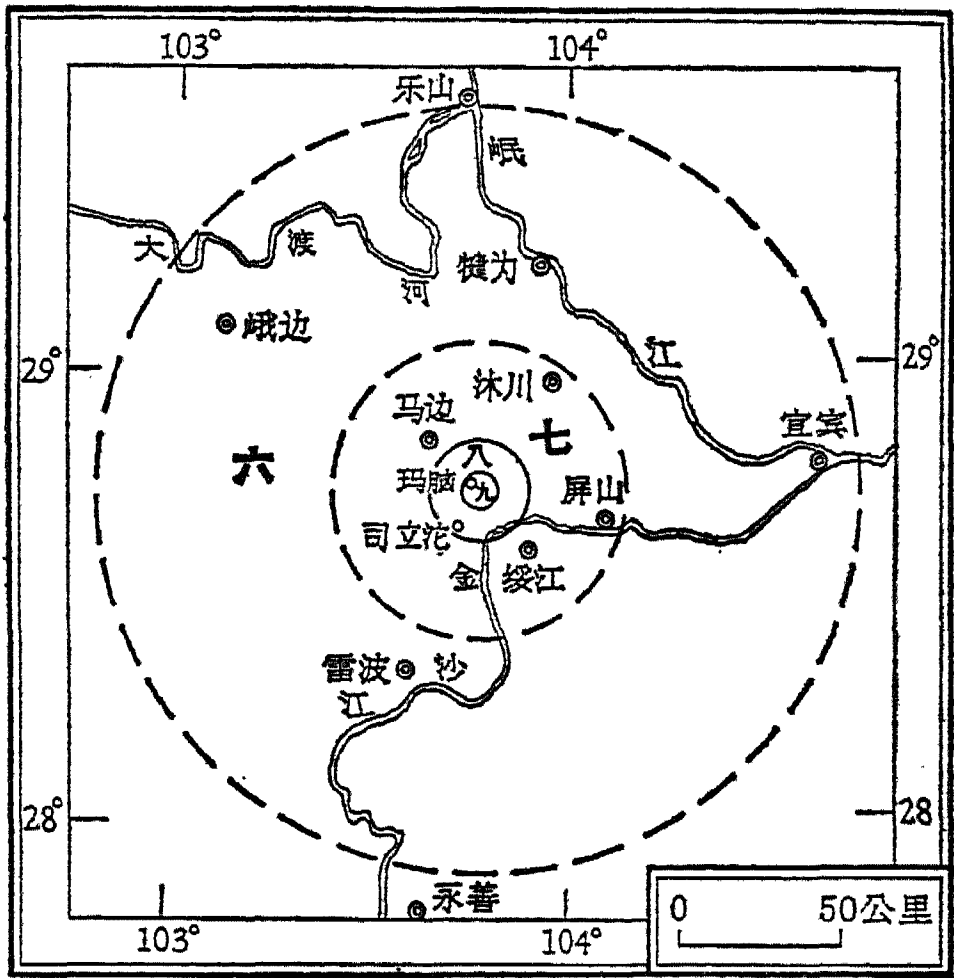 103° 104°
乐山
岷
大 渡
犍为
河
峨边
江
29° 29°
沐川
马边
宜宾
七
六
八
玛瑙 九
屏山
司立沱
金 绥江
雷波 沙
江
28° 28
永善
0 50公里
103° 104°